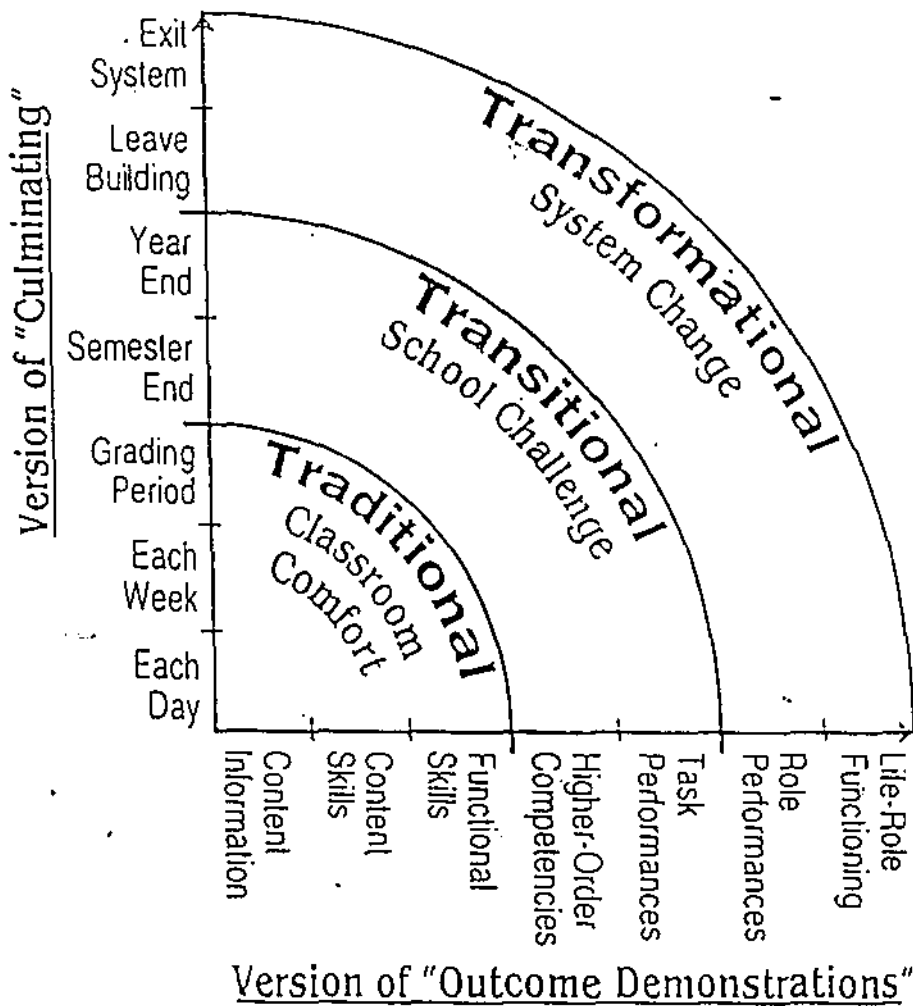 Version of "Culminating"
Exit
System
Leave
Building
Year
End
Semester
End
Grading
Period
Each
Week
Each
Day
Transformational
System Change
Transitional
School Challenge
Traditional
Classroom
Comfort
Content
Information
Content
Skills
Functional
Skills
Higher-Order
Competencies
Task
Performances
Role
Performances
Life-Role
Functioning
Version of "Outcome Demonstrations"